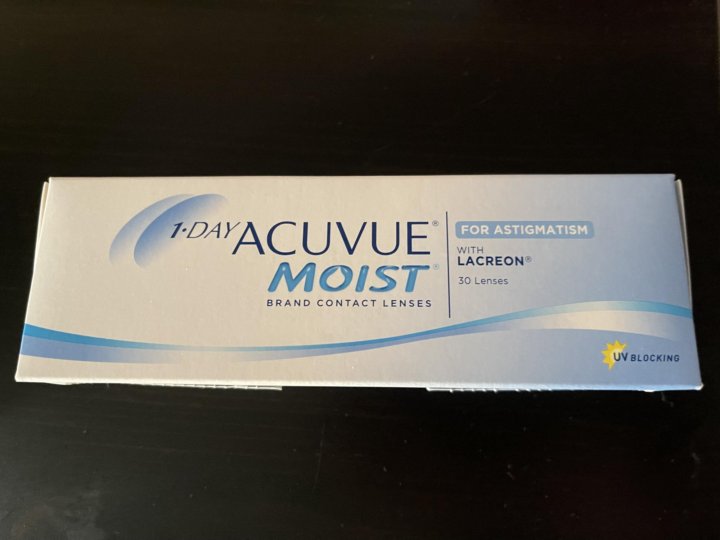 1·DAY ACUVUE®
MOIST®
BRAND CONTACT LENSES
FOR ASTIGMATISM
WITH
LACREON®
30 Lenses
UV BLOCKING